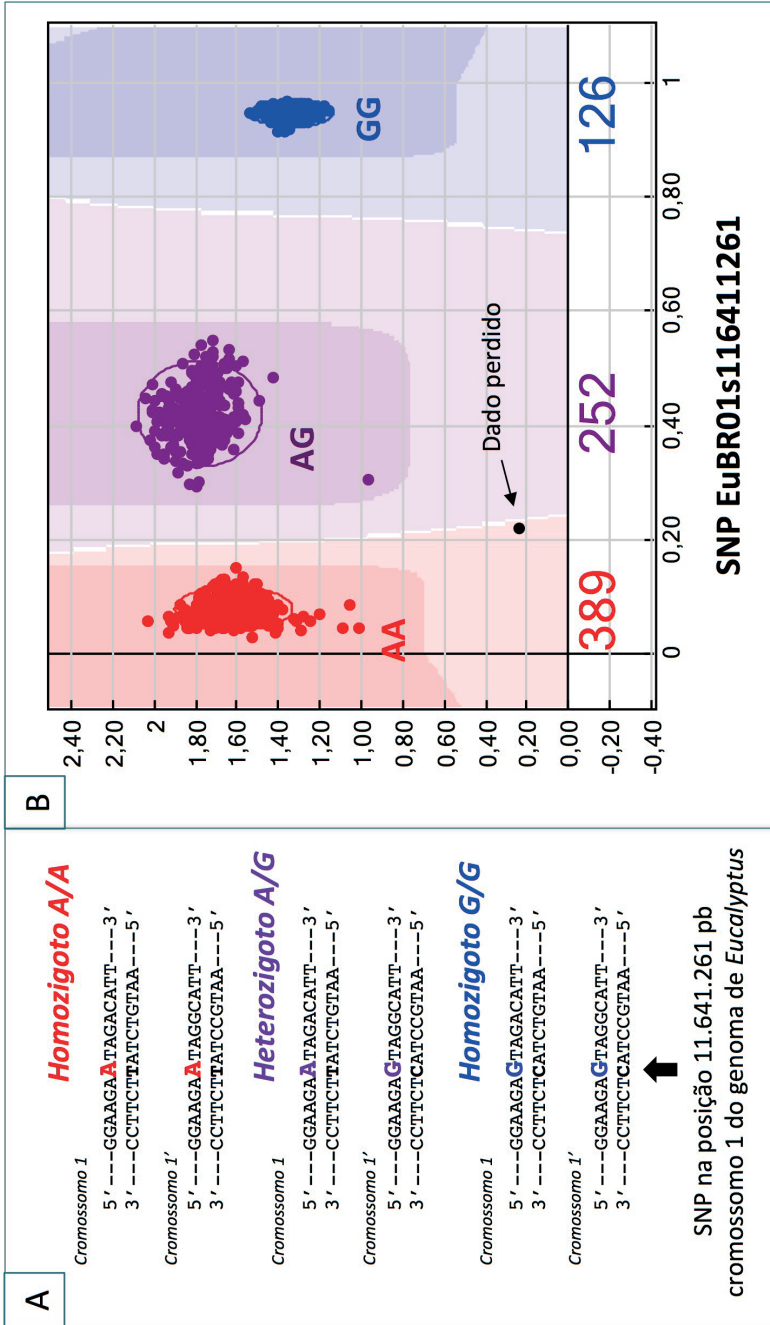 A
Homozigoto A/A
Cromossomo 1
5’---GGAAGAATAGACATT---3’
3’---CCTTCTTATCTGTAA---5’
Cromossomo 1’
5’---GGAAGAATAGGCATT---3’
3’---CCTTCTTATCCGTAA---5’
Heterozigoto A/G
Cromossomo 1
5’---GGAAGAATAGACATT---3’
3’---CCTTCTTATCTGTAA---5’
Cromossomo 1’
5’---GGAAGAGTAGGCATT---3’
3’---CCTTCTCATCCGTAA---5’
Homozigoto G/G
Cromossomo 1
5’---GGAAGAGTAGACATT---3’
3’---CCTTCTCATCTGTAA---5’
Cromossomo 1’
5’---GGAAGAGTAGGCATT---3’
3’---CCTTCTCATCCGTAA---5’
SNP na posição 11.641.261 pb
cromossomo 1 do genoma de Eucalyptus
B
2,40
2,20
2
1,80
1,60
1,40
1,20
1,00
0,80
0,60
0,40
0,20
0,00
-0,20
-0,40
AA
AG
GG
Dado perdido
389
252
126
0
0,20
0,40
0,60
0,80
1
SNP EuBR01s116411261